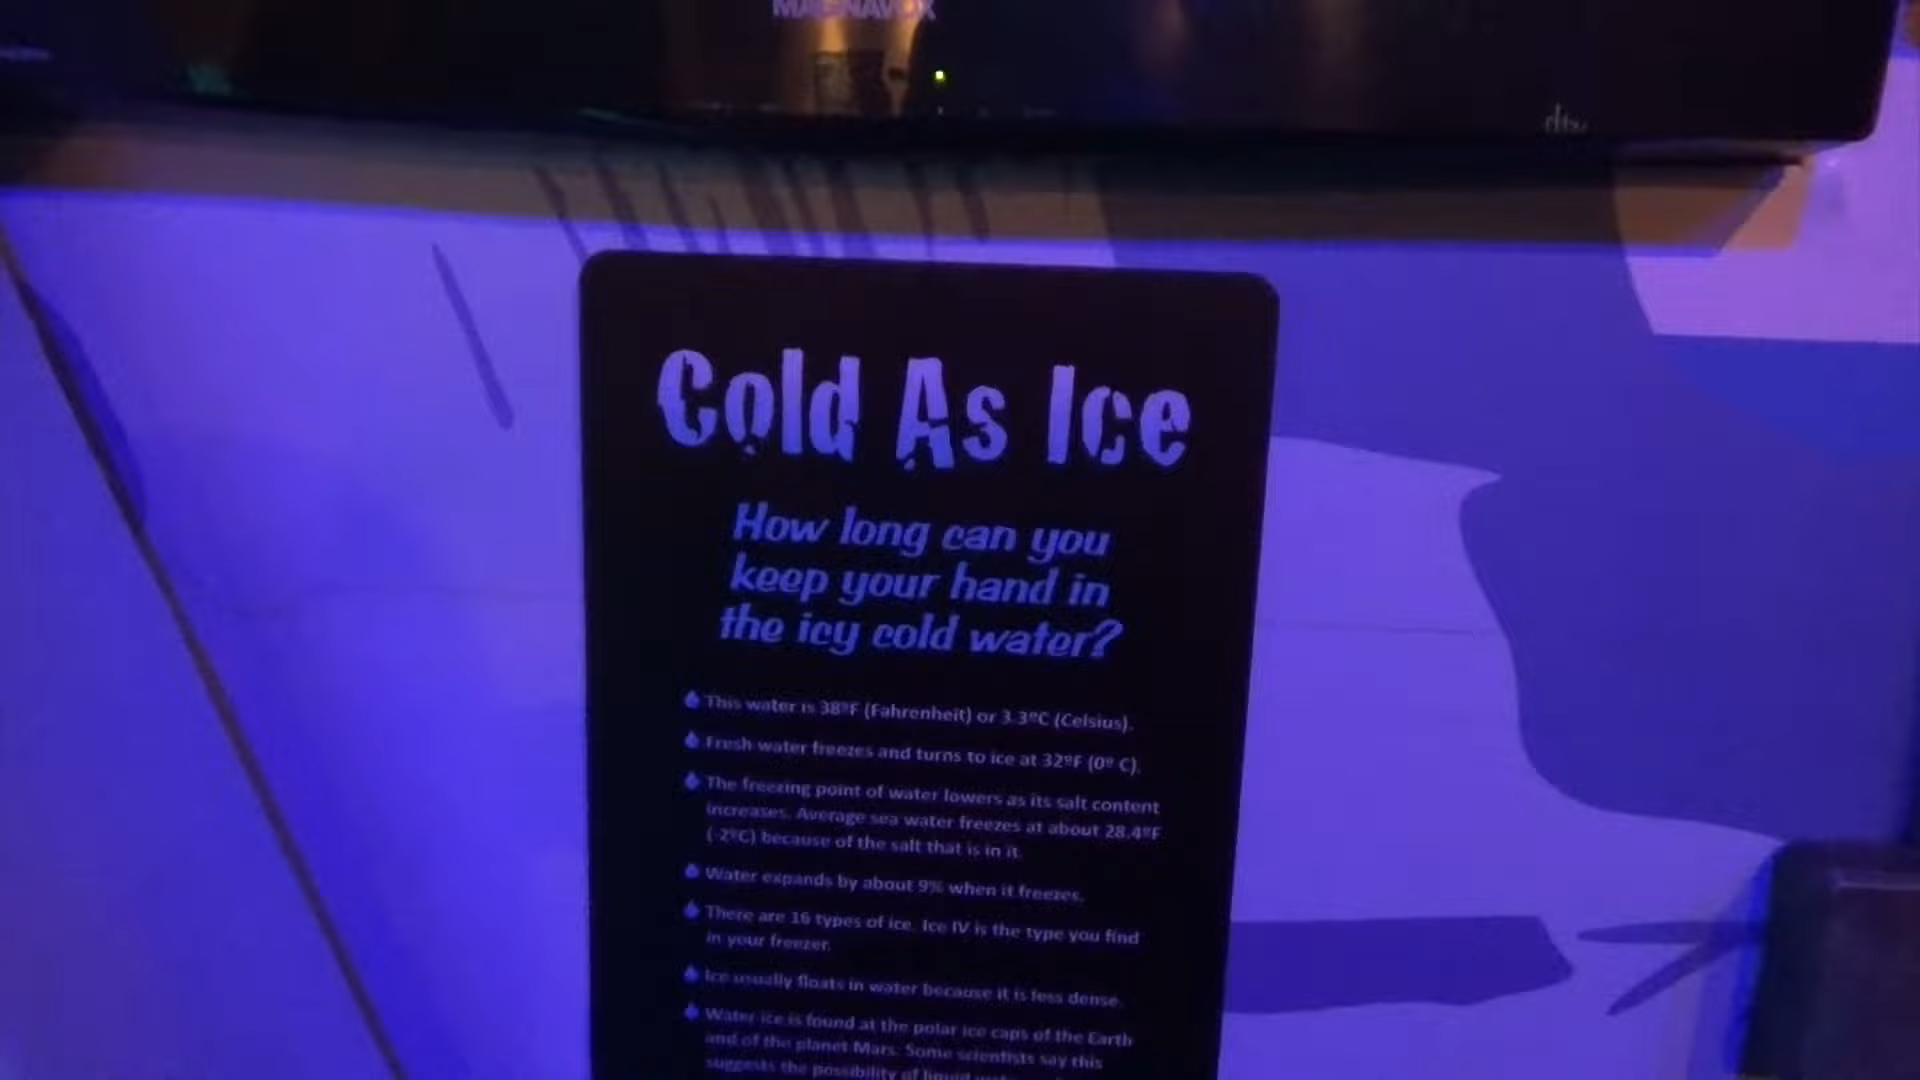 MAGNAVOX
dtv
Cold As Ice
How long can you
keep your hand in
the icy cold water?
This water is 38ºF (Fahrenheit) or 3.3ºC (Celsius).
Fresh water freezes and turns to ice at 32ºF (0º C).
The freezing point of water lowers as its salt content
increases. Average sea water freezes at about 28.4ºF
(-2ºC) because of the salt that is in it.
Water expands by about 9% when it freezes.
There are 16 types of ice. Ice IV is the type you find
in your freezer.
Ice usually floats in water because it is less dense.
Water ice is found at the polar ice caps of the Earth
and of the planet Mars. Some scientists say this
suggests the possibility of liquid